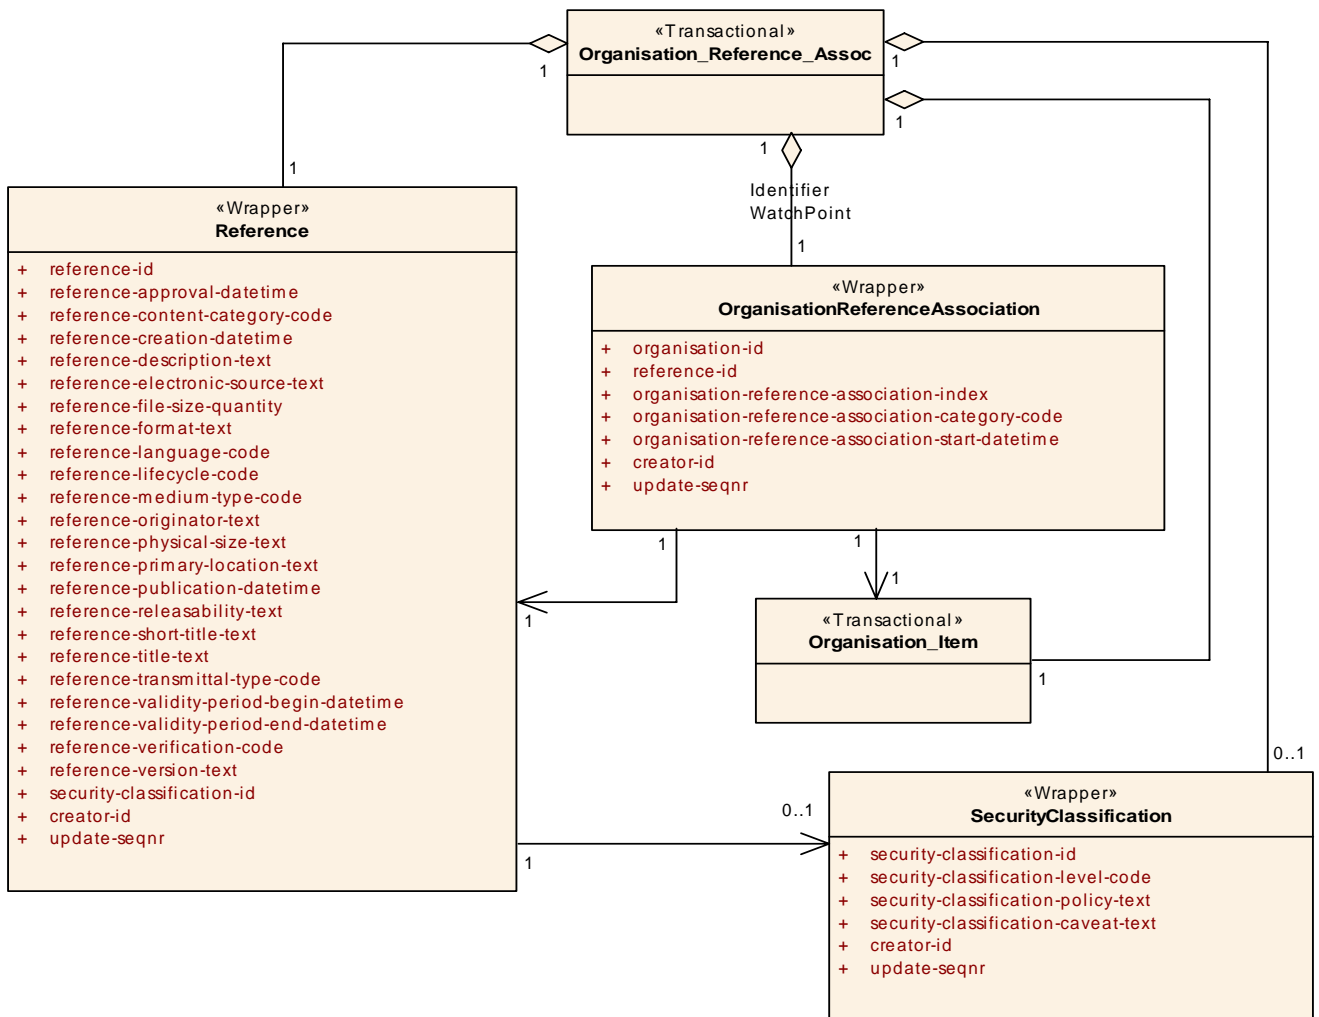 «Transactional»
Organisation_Reference_Assoc
1
1
1
1
1
Identifier
WatchPoint
1
«Wrapper»
Reference
+ reference-id
+ reference-approval-datetime
+ reference-content-category-code
+ reference-creation-datetime
+ reference-description-text
+ reference-electronic-source-text
+ reference-file-size-quantity
+ reference-format-text
+ reference-language-code
+ reference-lifecycle-code
+ reference-medium-type-code
+ reference-originator-text
+ reference-physical-size-text
+ reference-primary-location-text
+ reference-publication-datetime
+ reference-releasability-text
+ reference-short-title-text
+ reference-title-text
+ reference-transmittal-type-code
+ reference-validity-period-begin-datetime
+ reference-validity-period-end-datetime
+ reference-verification-code
+ reference-version-text
+ security-classification-id
+ creator-id
+ update-seqnr
«Wrapper»
OrganisationReferenceAssociation
+ organisation-id
+ reference-id
+ organisation-reference-association-index
+ organisation-reference-association-category-code
+ organisation-reference-association-start-datetime
+ creator-id
+ update-seqnr
1
1
1
1
«Transactional»
Organisation_Item
1
0..1
0..1
1
«Wrapper»
SecurityClassification
+ security-classification-id
+ security-classification-level-code
+ security-classification-policy-text
+ security-classification-caveat-text
+ creator-id
+ update-seqnr